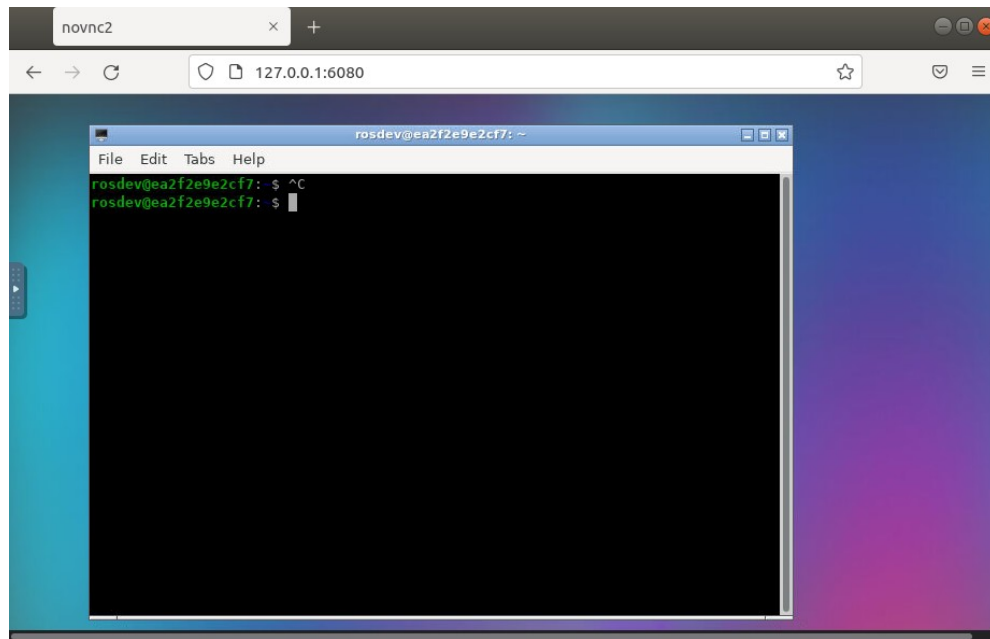 novnc2
127.0.0.1:6080
rosdev@ea2f2e9e2cf7: ~
File Edit Tabs Help
rosdev@ea2f2e9e2cf7: $ ^C
rosdev@ea2f2e9e2cf7: $